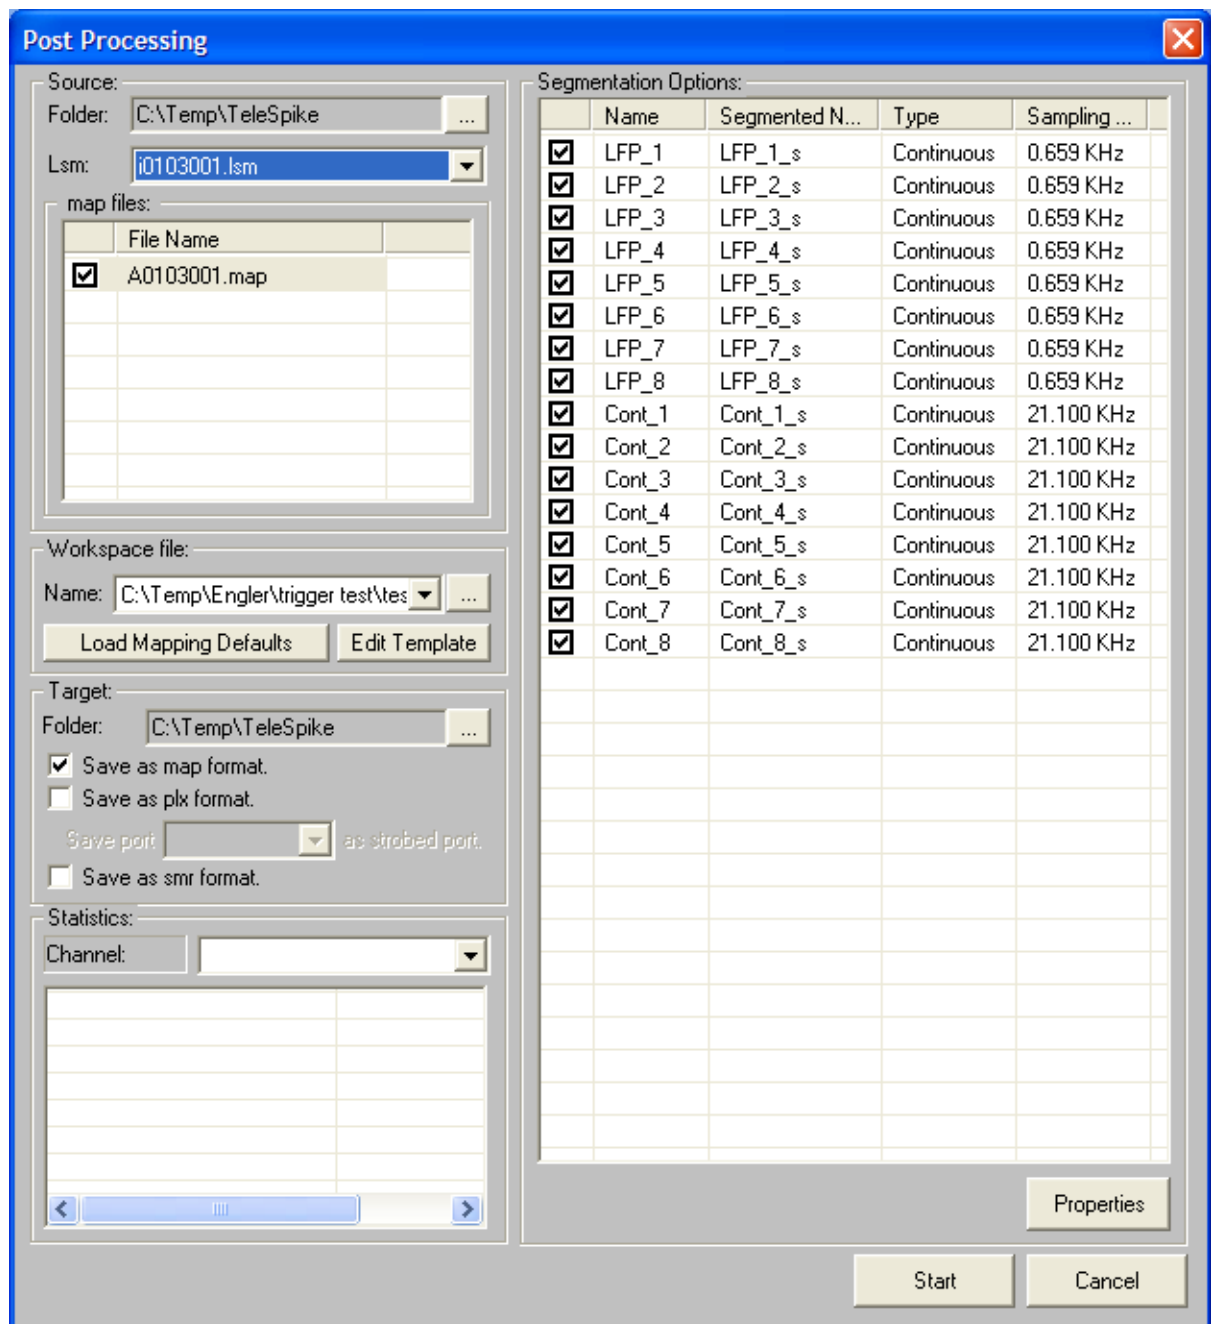 Post Processing
Source:
Folder: C:\Temp\TeleSpike ...
Lsm: i0103001.lsm
map files:
File Name
A0103001.map
Workspace file:
Name: C:\Temp\Engler\trigger test\tes ...
Load Mapping Defaults Edit Template
Target:
Folder: C:\Temp\TeleSpike ...
Save as map format.
Save as plx format.
Save port as strobed port.
Save as smr format.
Statistics:
Channel:
Segmentation Options:
Name Segmented N... Type Sampling ...
LFP_1 LFP_1_s Continuous 0.659 KHz
LFP_2 LFP_2_s Continuous 0.659 KHz
LFP_3 LFP_3_s Continuous 0.659 KHz
LFP_4 LFP_4_s Continuous 0.659 KHz
LFP_5 LFP_5_s Continuous 0.659 KHz
LFP_6 LFP_6_s Continuous 0.659 KHz
LFP_7 LFP_7_s Continuous 0.659 KHz
LFP_8 LFP_8_s Continuous 0.659 KHz
Cont_1 Cont_1_s Continuous 21.100 KHz
Cont_2 Cont_2_s Continuous 21.100 KHz
Cont_3 Cont_3_s Continuous 21.100 KHz
Cont_4 Cont_4_s Continuous 21.100 KHz
Cont_5 Cont_5_s Continuous 21.100 KHz
Cont_6 Cont_6_s Continuous 21.100 KHz
Cont_7 Cont_7_s Continuous 21.100 KHz
Cont_8 Cont_8_s Continuous 21.100 KHz
Properties
Start Cancel